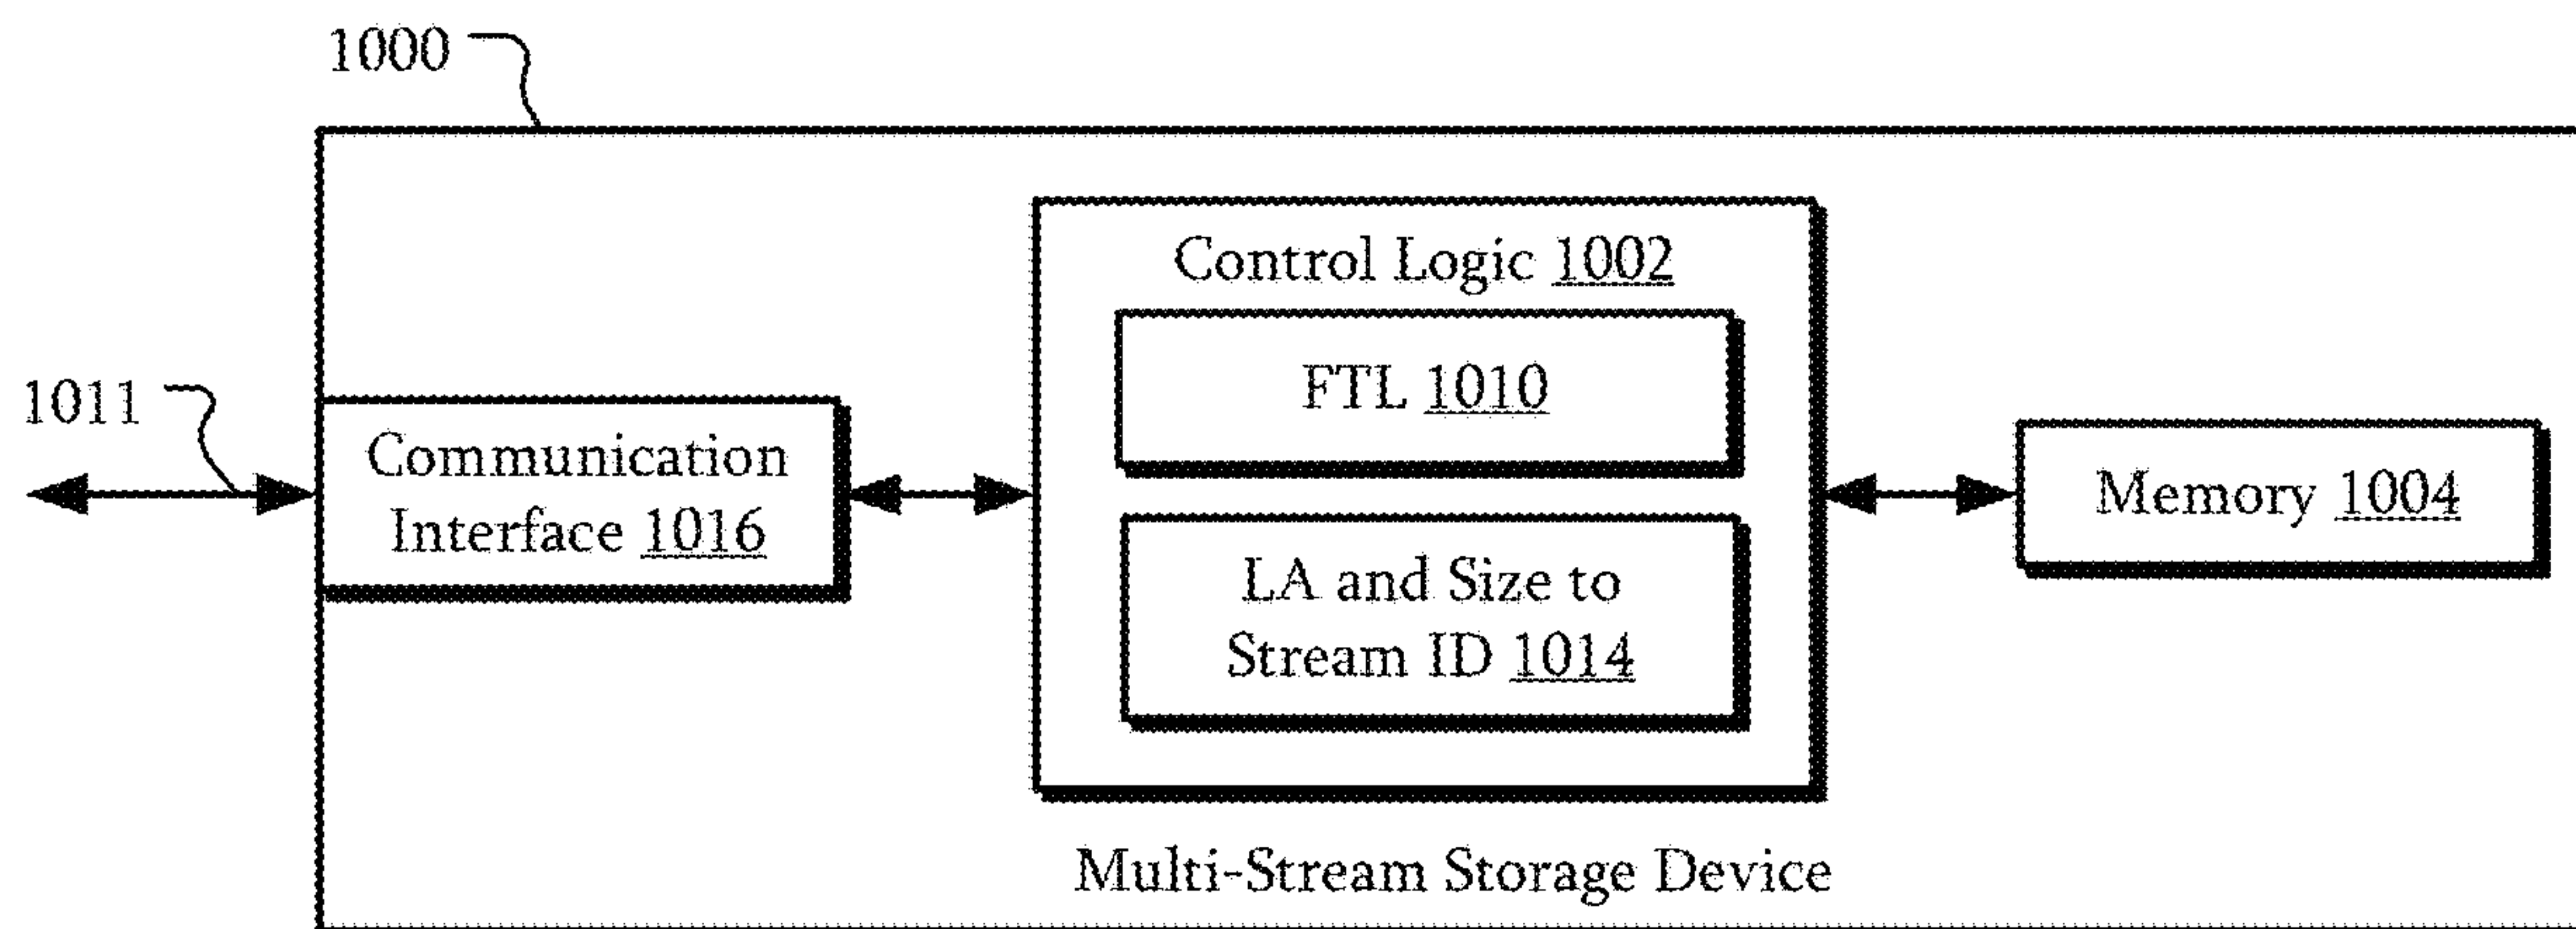 1000
Control Logic 1002
FTL 1010
1011
Communication
Interface 1016
LA and Size to
Stream ID 1014
Memory 1004
Multi-Stream Storage Device